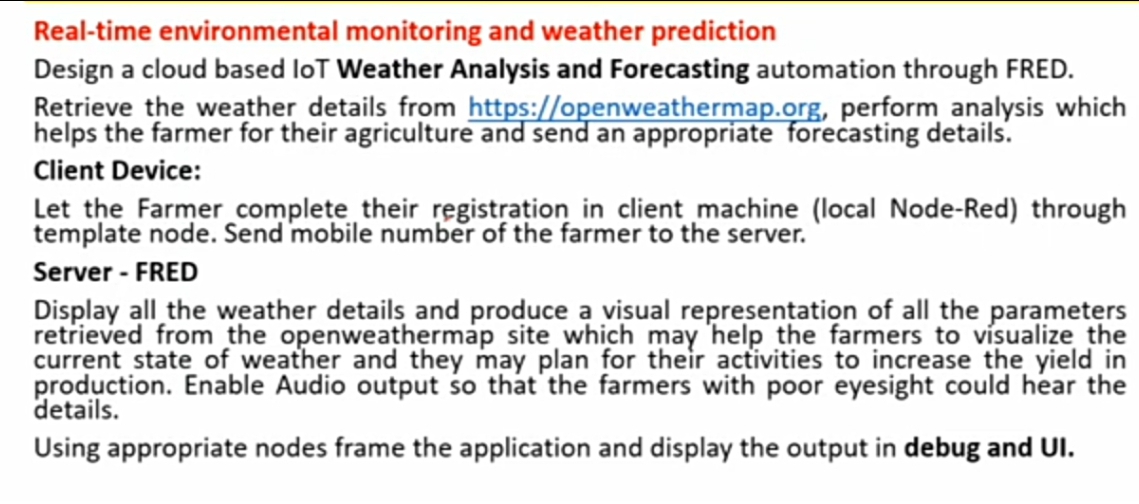 Real-time environmental monitoring and weather prediction
Design a cloud based IoT Weather Analysis and Forecasting automation through FRED.
Retrieve the weather details from https://openweathermap.org, perform analysis which
helps the farmer for their agriculture and send an appropriate forecasting details.
Client Device:
Let the Farmer complete their registration in client machine (local Node-Red) through
template node. Send mobile number of the farmer to the server.
Server - FRED
Display all the weather details and produce a visual representation of all the parameters
retrieved from the openweathermap site which may help the farmers to visualize the
current state of weather and they may plan for their activities to increase the yield in
production. Enable Audio output so that the farmers with poor eyesight could hear the
details.
Using appropriate nodes frame the application and display the output in debug and UI.